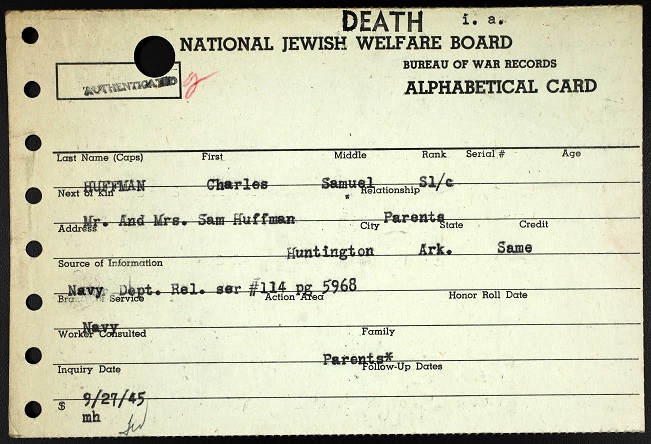 DEATH i. a.
NATIONAL JEWISH WELFARE BOARD
BUREAU OF WAR RECORDS
AUTHENTICATED
ALPHABETICAL CARD
Last Name (Caps) First Middle Rank Serial # Age
HUFFMAN Charles Samuel S1/c
Next of Kin Relationship
Mr. And Mrs. Sam Huffman Parents
Address City State Credit
Huntington Ark. Same
Source of Information
Navy Dept. Rel. ser #114 pg 5968
Branch of Service Action Area Honor Roll Date
Navy
Worker Consulted Family
Parents*
Inquiry Date Follow-Up Dates
$ 9/27/45
mh